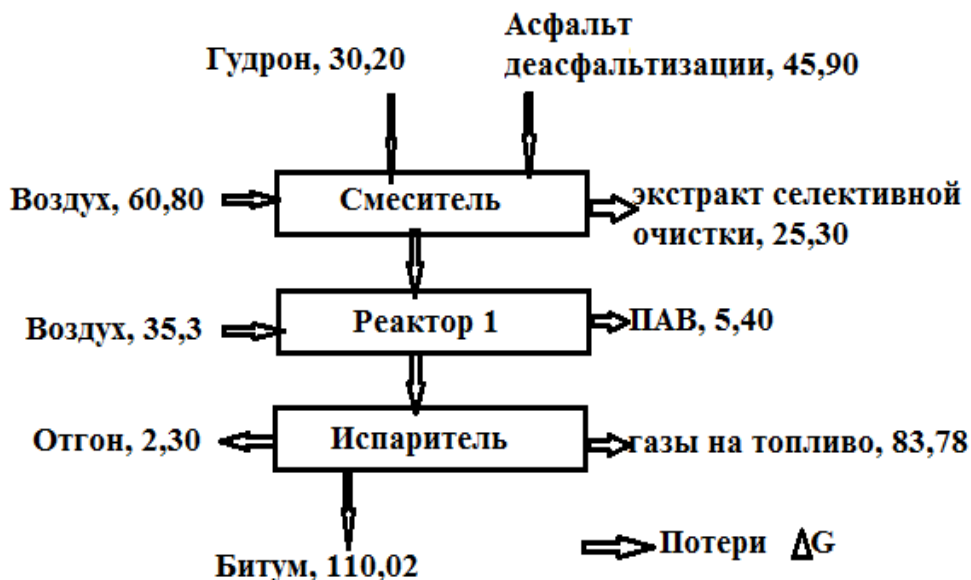 Асфальт
деасфальтизации, 45,90
Гудрон, 30,20
Воздух, 60,80
Смеситель
экстракт селективной
очистки, 25,30
Воздух, 35,3
Реактор 1
ПАВ, 5,40
Отгон, 2,30
Испаритель
газы на топливо, 83,78
Битум, 110,02
Потери ΔG